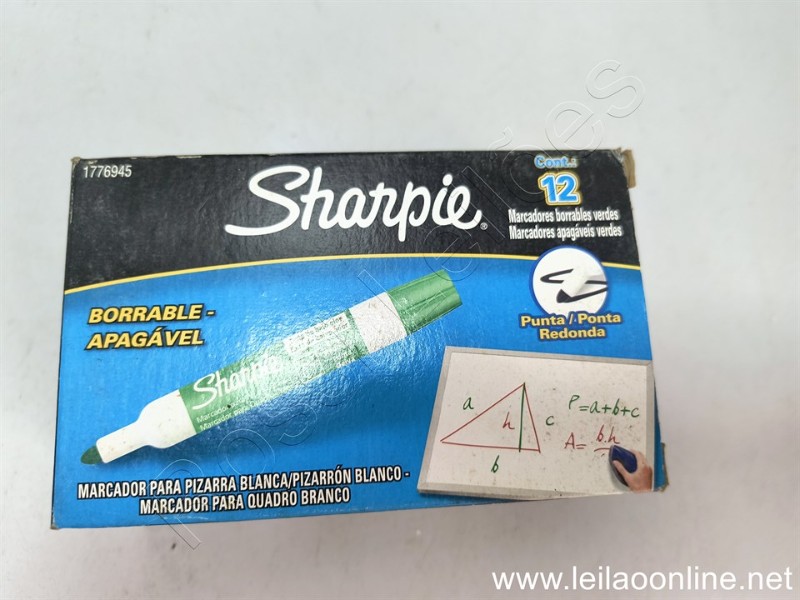 1776945
Sharpie®
Cont.:
12
Marcadores borrables verdes
Marcadores apagáveis verdes
BORRABLE -
APAGÁVEL
Punta / Ponta
Redonda
Sharpie
a
h
c
b
P=a+b+c
A= b.h
MARCADOR PARA PIZARRA BLANCA/PIZARRÓN BLANCO -
MARCADOR PARA QUADRO BRANCO
www.leilaoonline.net